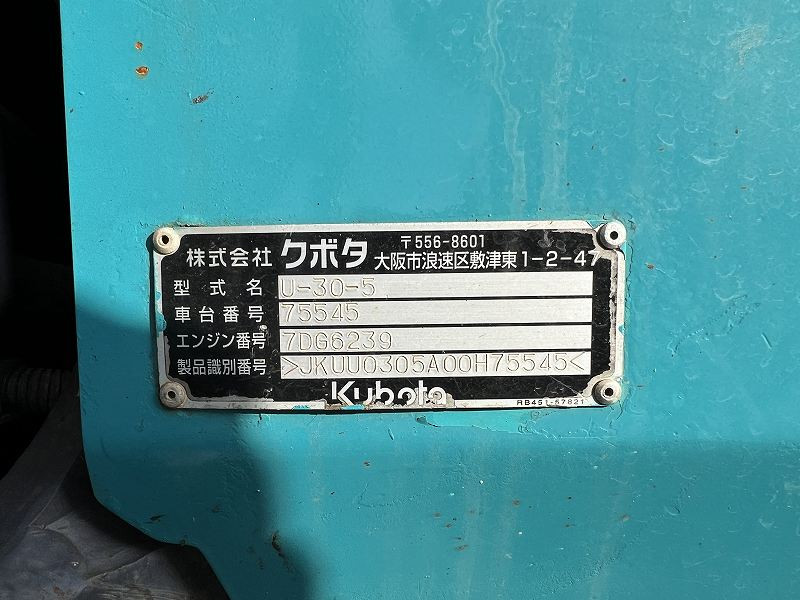 株式会社 クボタ 〒556-8601
大阪市浪速区敷津東1-2-47
型式名 U-30-5
車台番号 75545
エンジン番号 7DG6239
製品識別番号 >JKUU0305A00H75545<
Kubota
RB451-57821